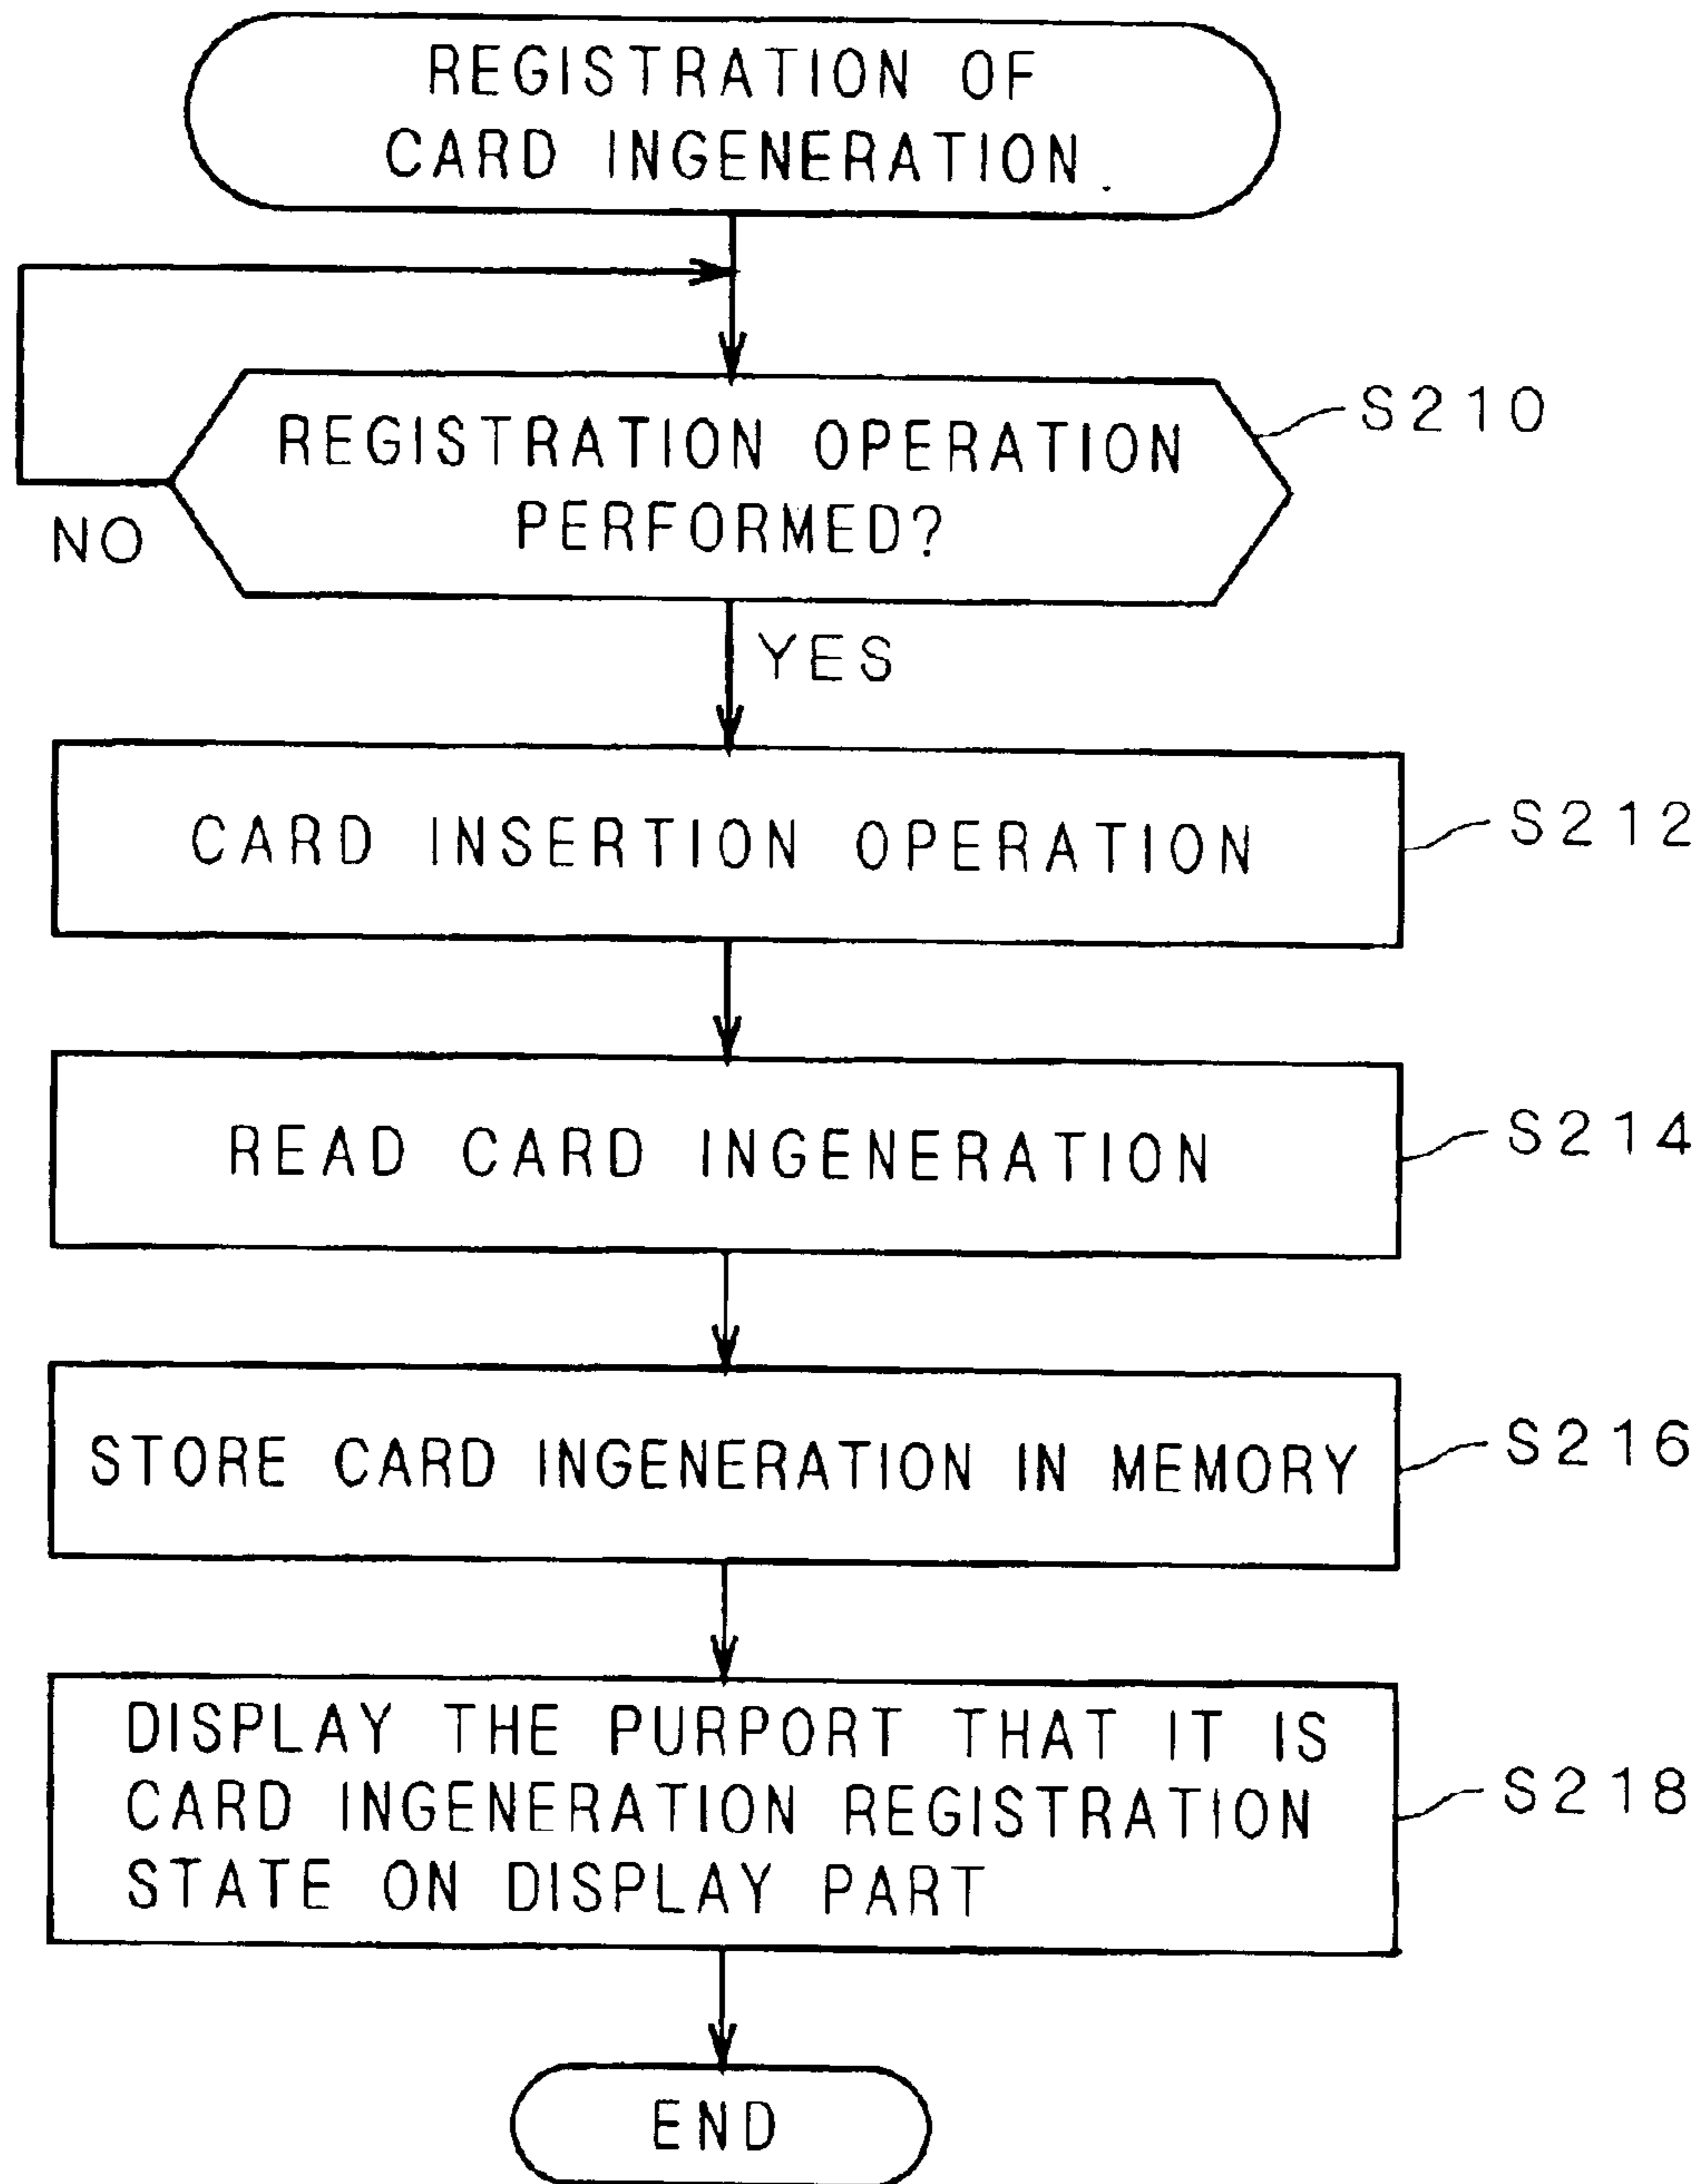 REGISTRATION OF
CARD INGENERATION.
REGISTRATION OPERATION
PERFORMED?
S210
NO
YES
CARD INSERTION OPERATION
S212
READ CARD INGENERATION
S214
STORE CARD INGENERATION IN MEMORY
S216
DISPLAY THE PURPORT THAT IT IS
CARD INGENERATION REGISTRATION
STATE ON DISPLAY PART
S218
END